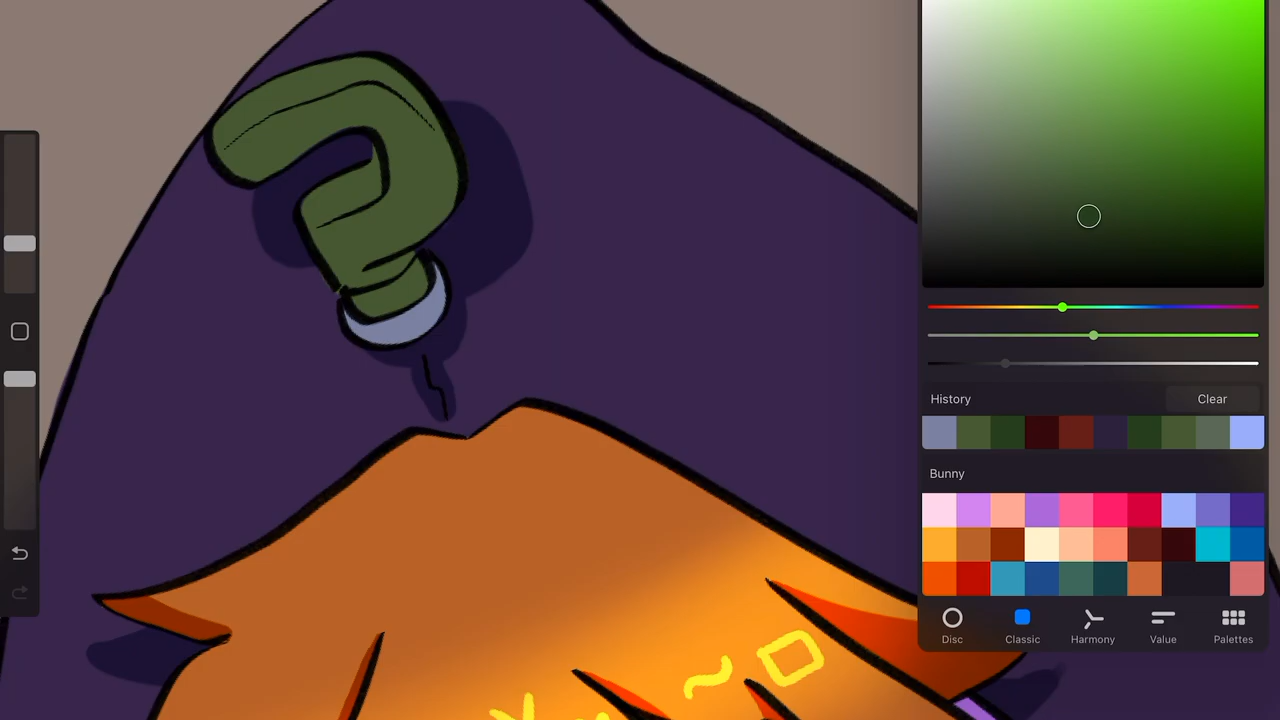 History
Clear
Bunny
Disc
Classic
Harmony
Value
Palettes